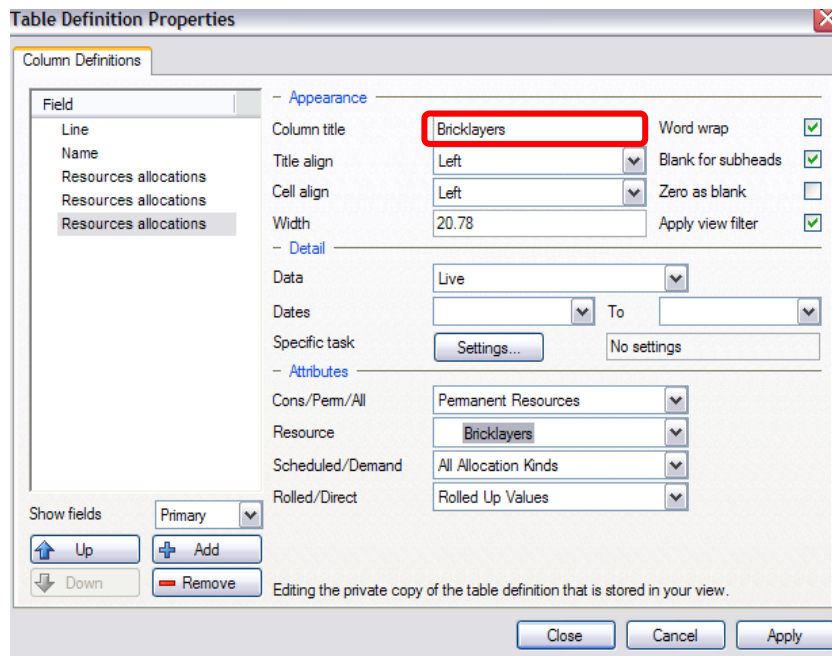 Table Definition Properties
Column Definitions
Field
Line
Name
Resources allocations
Resources allocations
Resources allocations
Show fields Primary
Up Add
Down Remove
Appearance
Column title Bricklayers Word wrap
Title align Left Blank for subheads
Cell align Left Zero as blank
Width 20.78 Apply view filter
Detail
Data Live
Dates To
Specific task Settings... No settings
Attributes
Cons/Perm/All Permanent Resources
Resource Bricklayers
Scheduled/Demand All Allocation Kinds
Rolled/Direct Rolled Up Values
Editing the private copy of the table definition that is stored in your view.
Close Cancel Apply